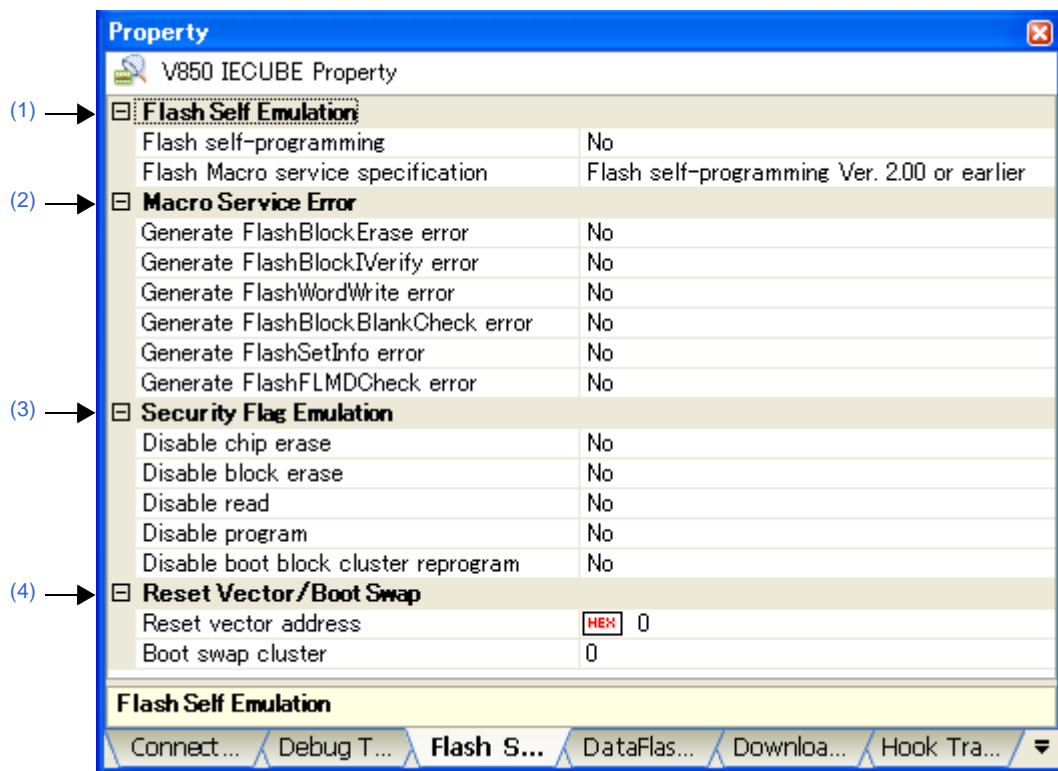 Property
V850 IECUBE Property
(1) Flash Self Emulation
Flash self-programming No
Flash Macro service specification Flash self-programming Ver. 2.00 or earlier
(2) Macro Service Error
Generate FlashBlockErase error No
Generate FlashBlockIVerify error No
Generate FlashWordWrite error No
Generate FlashBlockBlankCheck error No
Generate FlashSetInfo error No
Generate FlashFLMDCheck error No
(3) Security Flag Emulation
Disable chip erase No
Disable block erase No
Disable read No
Disable program No
Disable boot block cluster reprogram No
(4) Reset Vector/Boot Swap
Reset vector address HEX 0
Boot swap cluster 0
Flash Self Emulation
Connect... Debug T... Flash S... DataFlas... Downloa... Hook Tra...